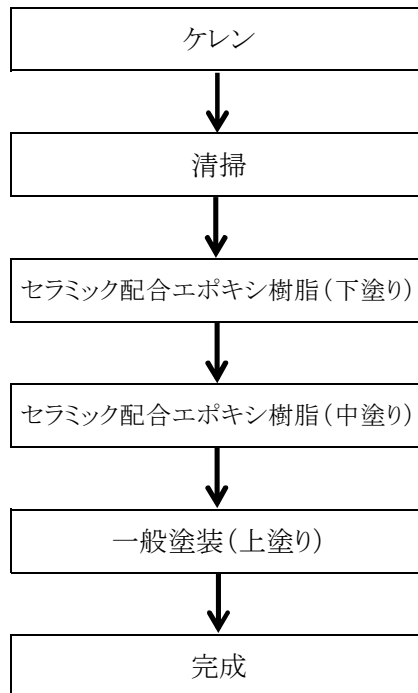 ケレン
清掃
セラミック配合エポキシ樹脂(下塗り)
セラミック配合エポキシ樹脂(中塗り)
一般塗装(上塗り)
完成